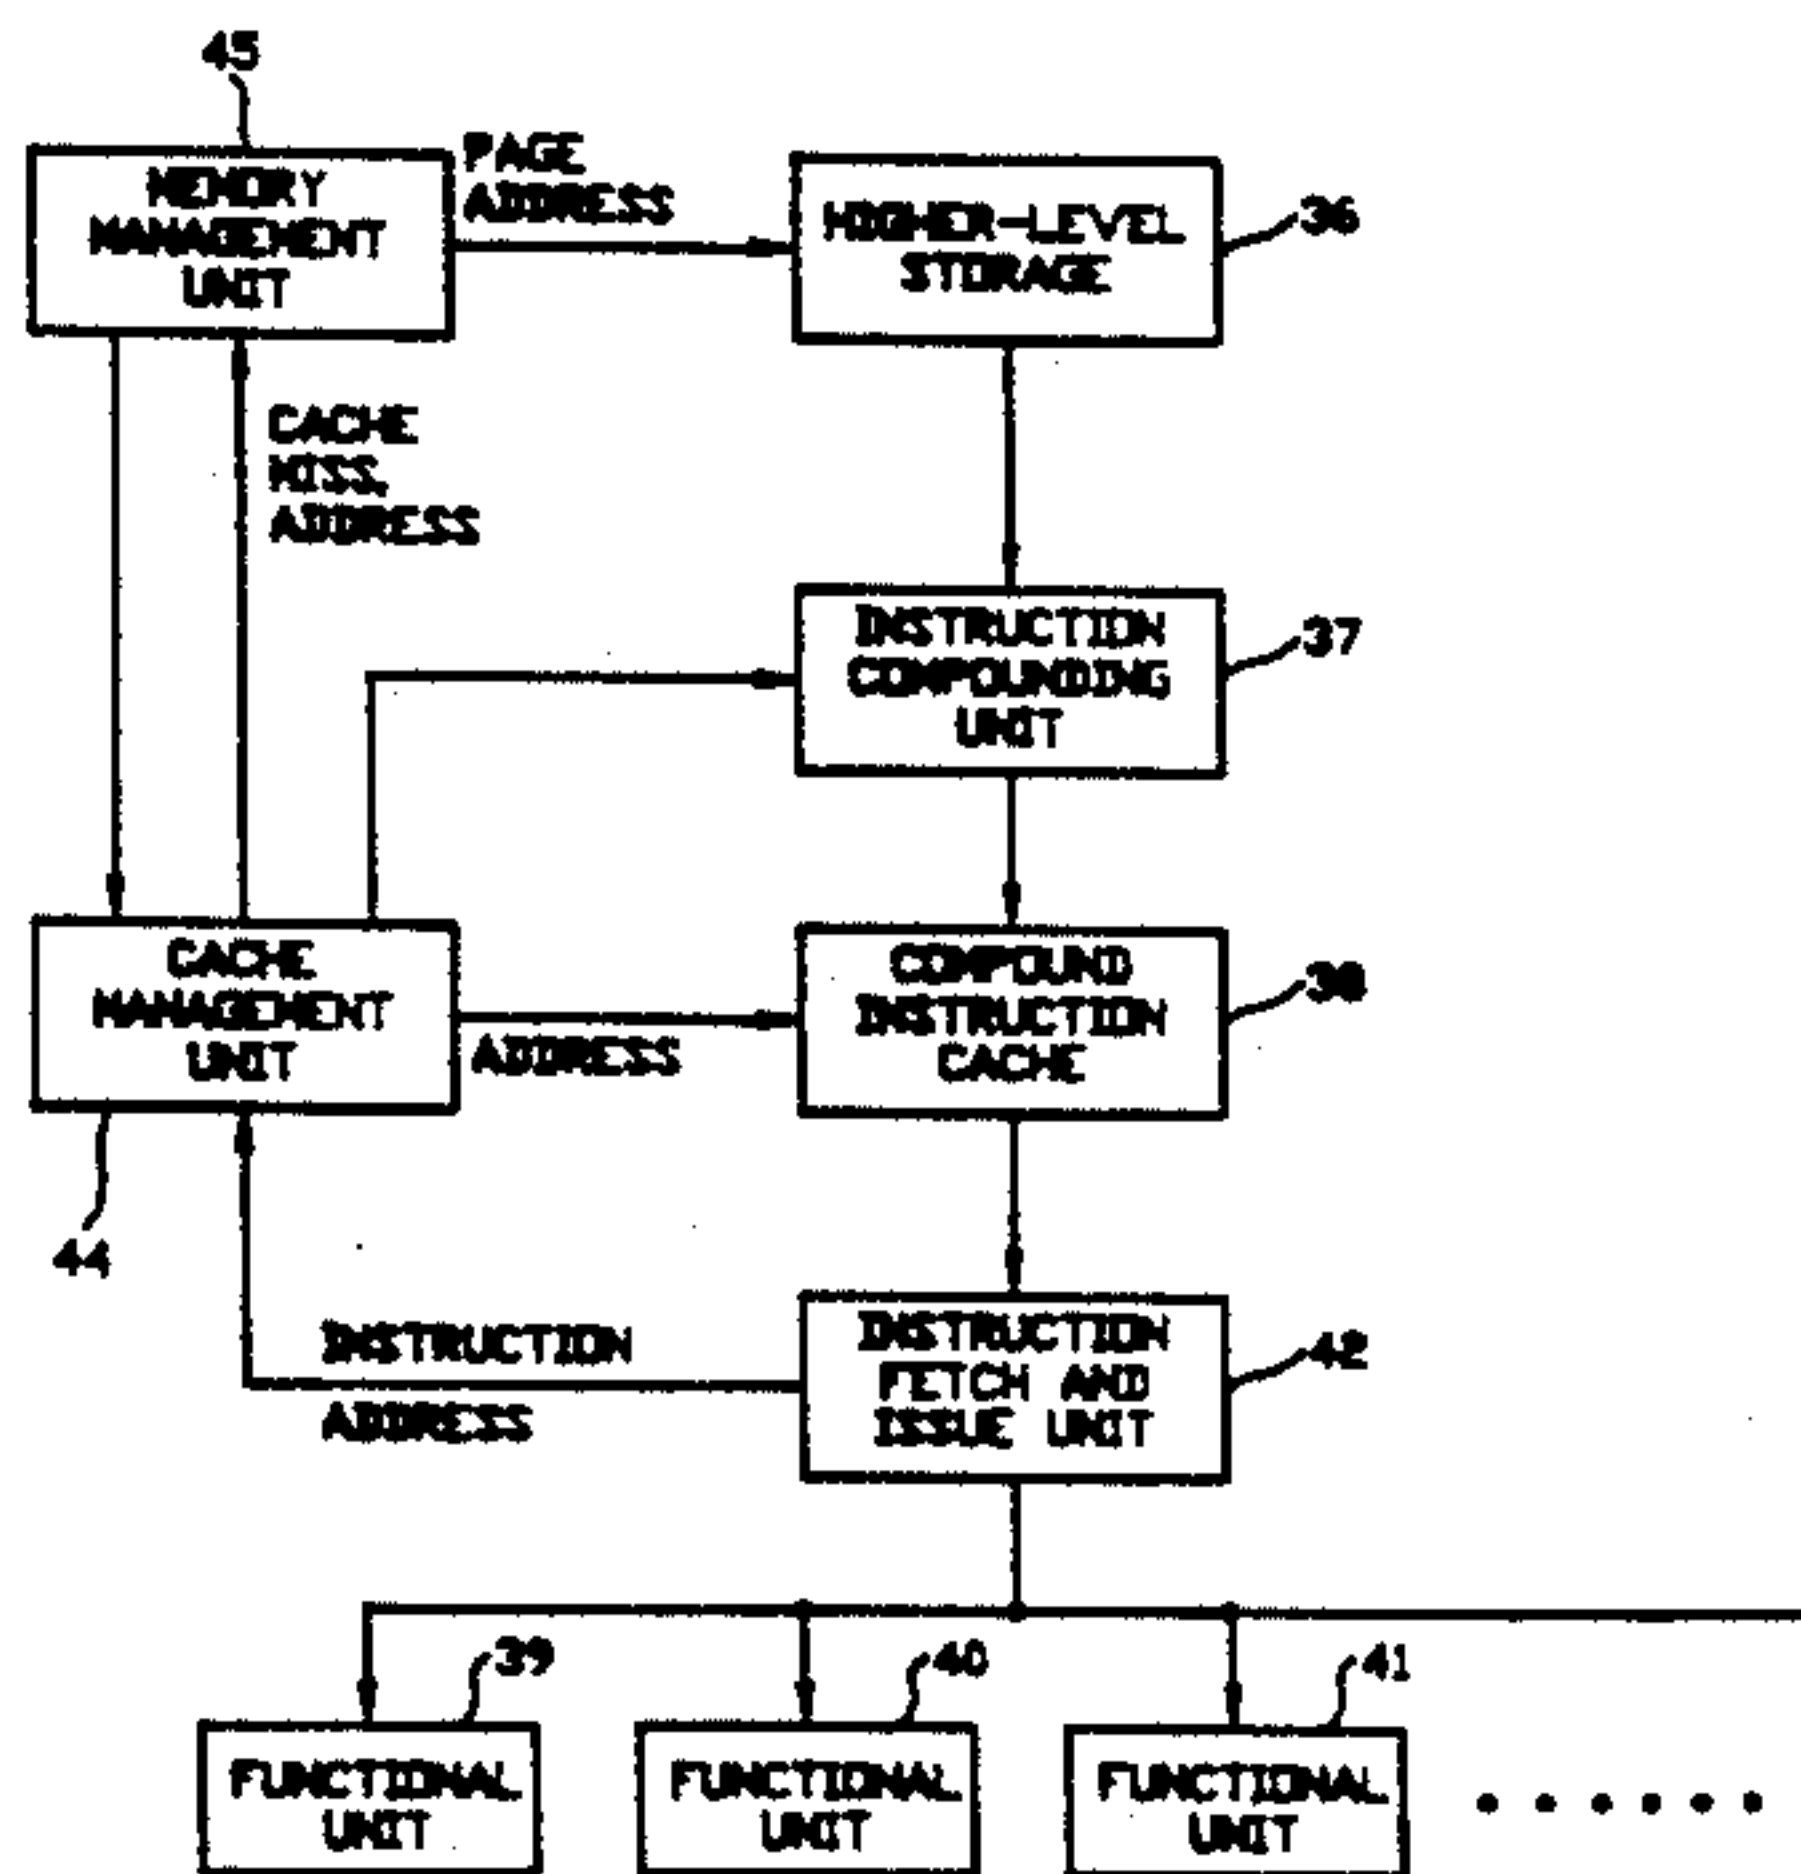 45
MEMORY
MANAGEMENT
UNIT
PAGE
ADDRESS
HIGHER-LEVEL
STORAGE
36
CACHE
MISS
ADDRESS
INSTRUCTION
COMPOUNDING
UNIT
37
CACHE
MANAGEMENT
UNIT
ADDRESS
COMPOUND
INSTRUCTION
CACHE
38
44
INSTRUCTION
ADDRESS
INSTRUCTION
FETCH AND
ISSUE UNIT
42
39
40
41
FUNCTIONAL
UNIT
FUNCTIONAL
UNIT
FUNCTIONAL
UNIT
......